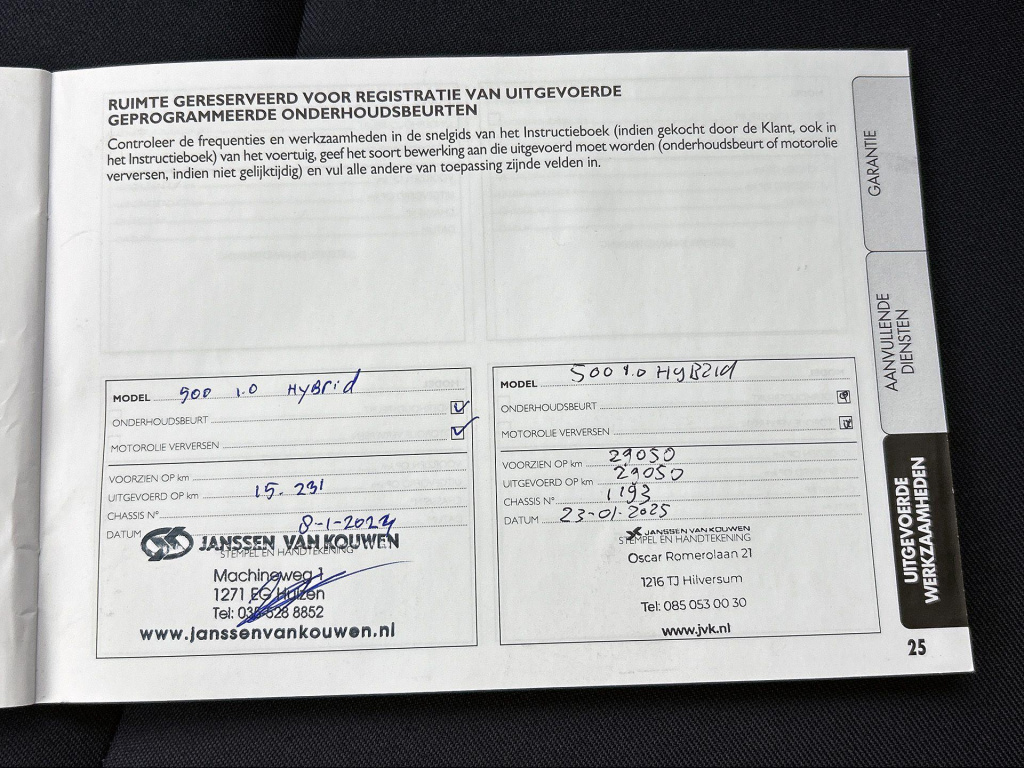 RUIMTE GERESERVEERD VOOR REGISTRATIE VAN UITGEVOERDE
GEPROGRAMMEERDE ONDERHOUDSBEURTEN
Controleer de frequenties en werkzaamheden in de snelgids van het Instructieboek (indien gekocht door de Klant, ook in
het Instructieboek) van het voertuig, geef het soort bewerking aan die uitgevoerd moet worden (onderhoudsbeurt of motorolie
verversen, indien niet gelijktijdig) en vul alle andere van toepassing zijnde velden in.
MODEL 500 1.0 HyBrid
ONDERHOUDSBEURT
MOTOROLIE VERVERSEN
VOORZIEN OP km
UITGEVOERD OP km 15.231
CHASSIS N°
DATUM 8-1-2024
JANSSEN VAN KOUWEN
STEMPEL EN HANDTEKENING
Machineweg 1
1271 EG Huizen
Tel: 035-528 8852
www.janssenvankouwen.nl
MODEL 500 1.0 HyBRid
ONDERHOUDSBEURT
MOTOROLIE VERVERSEN
VOORZIEN OP km 29050
UITGEVOERD OP km 29050
CHASSIS N° 1193
DATUM 23-01-2025
JANSSEN VAN KOUWEN
STEMPEL EN HANDTEKENING
Oscar Romerolaan 21
1216 TJ Hilversum
Tel: 085 053 00 30
www.jvk.nl
GARANTIE
AANVULLENDE
DIENSTEN
UITGEVOERDE
WERKZAAMHEDEN
25